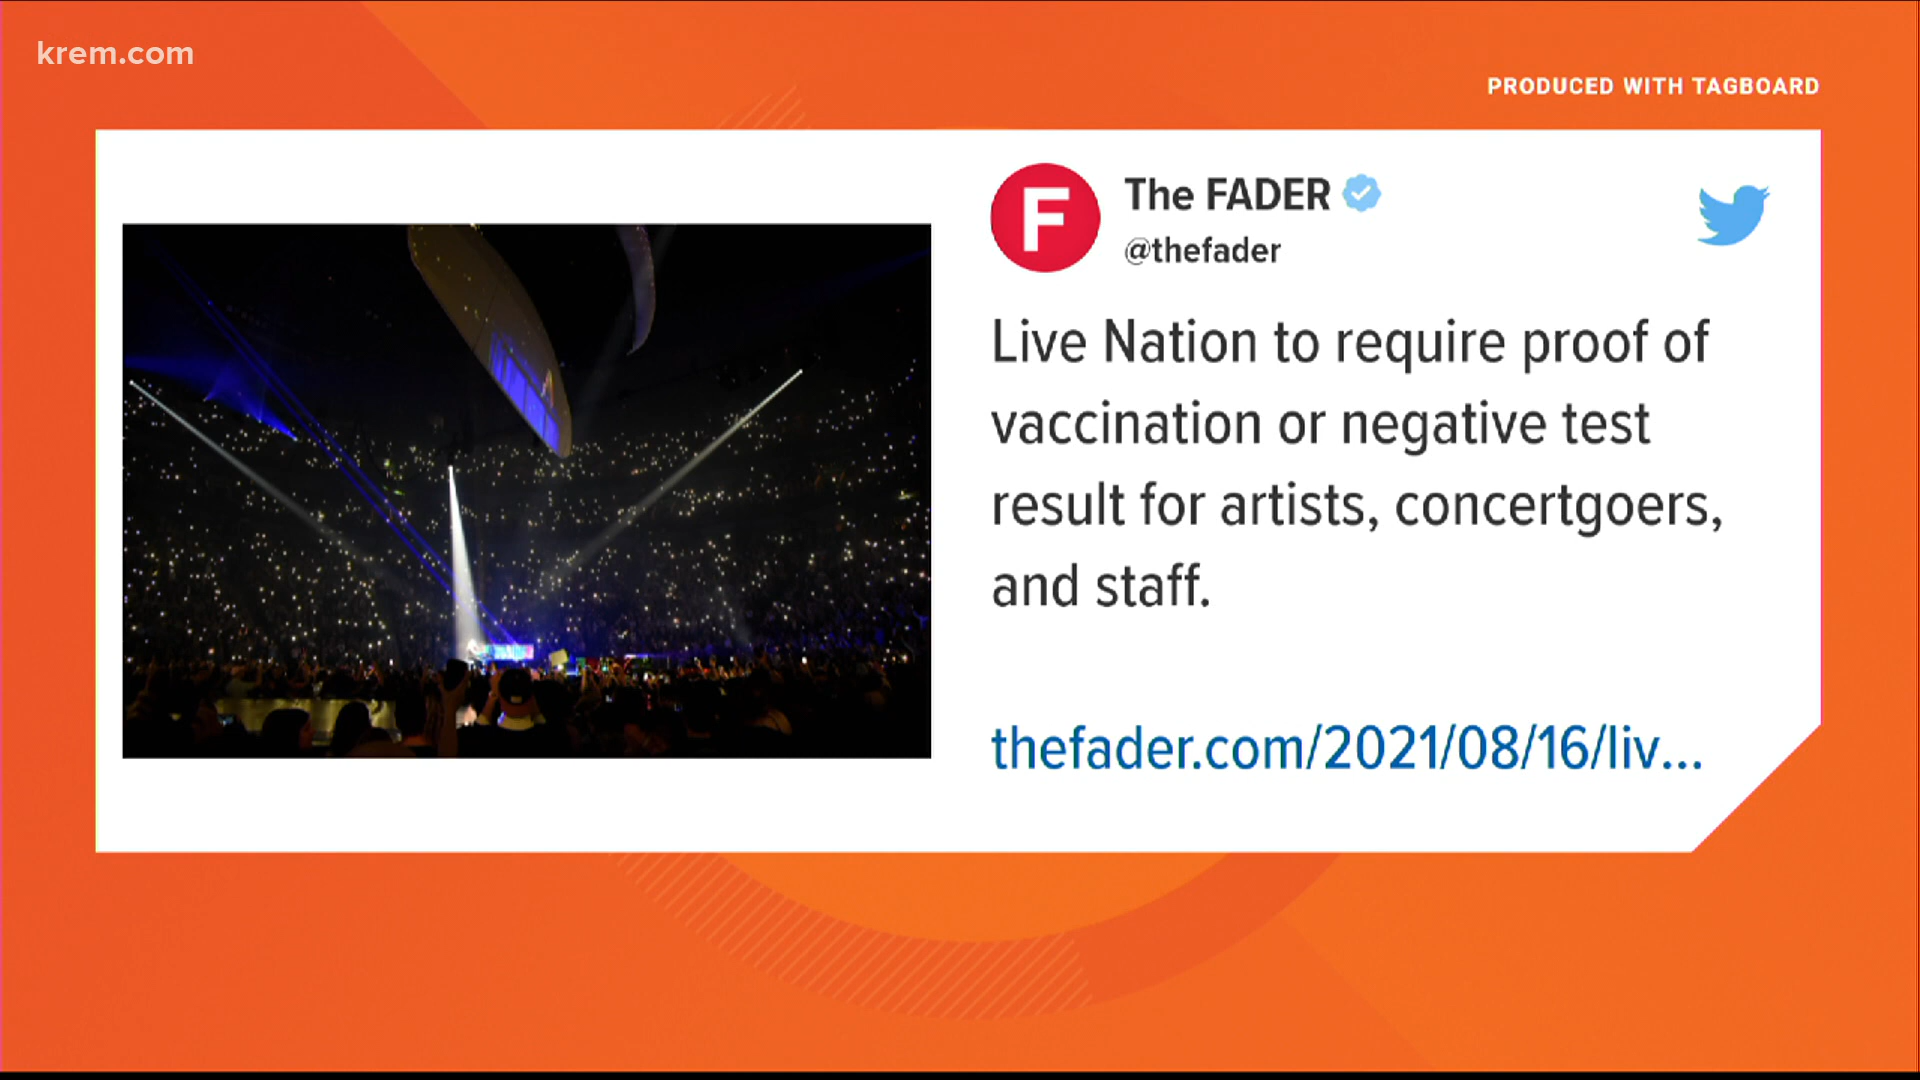 krem.com
PRODUCED WITH TAGBOARD
F
The FADER
@thefader
Live Nation to require proof of
vaccination or negative test
result for artists, concertgoers,
and staff.
thefader.com/2021/08/16/liv...